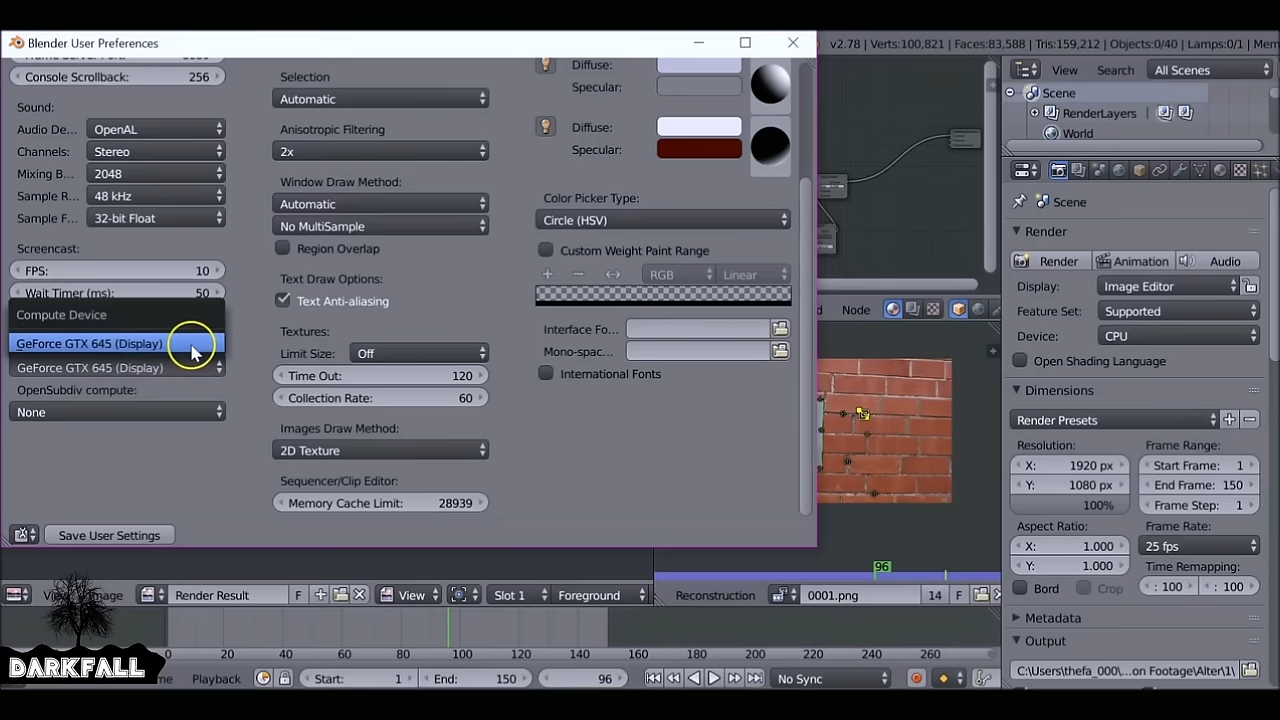 Blender User Preferences
v2.78 | Verts:100,821 | Faces:83,588 | Tris:159,212 | Objects:0/40 | Lamps:0/1 | Mem
Console Scrollback: 256
Sound:
Audio De... OpenAL
Channels: Stereo
Mixing B... 2048
Sample R... 48 kHz
Sample F... 32-bit Float
Screencast:
FPS: 10
Wait Timer (ms): 50
Compute Device
GeForce GTX 645 (Display)
GeForce GTX 645 (Display)
OpenSubdiv compute:
None
Save User Settings
Selection
Automatic
Anisotropic Filtering
2x
Window Draw Method:
Automatic
No MultiSample
Region Overlap
Text Draw Options:
Text Anti-aliasing
Textures:
Limit Size: Off
Time Out: 120
Collection Rate: 60
Images Draw Method:
2D Texture
Sequencer/Clip Editor:
Memory Cache Limit: 28939
Diffuse:
Specular:
Diffuse:
Specular:
Color Picker Type:
Circle (HSV)
Custom Weight Paint Range
RGB Linear
Interface Fo...
Mono-spac...
International Fonts
Node
View Search All Scenes
Scene
RenderLayers
World
Scene
Render
Render Animation Audio
Display: Image Editor
Feature Set: Supported
Device: CPU
Open Shading Language
Dimensions
Render Presets
Resolution: Frame Range:
X: 1920 px Start Frame: 1
Y: 1080 px End Frame: 150
100% Frame Step: 1
Aspect Ratio: Frame Rate:
X: 1.000 25 fps
Y: 1.000 Time Remapping:
Bord Crop : 100 : 100
Metadata
Output
C:\Users\thefa_000\...on Footage\Alter\1\
96
Render Result F View Slot 1 Foreground
Reconstruction 0001.png 14 F
0 20 40 60 80 100 120 140 160 180 200 220 240 260
Playback Start: 1 End: 150 96 No Sync
DARKFALL